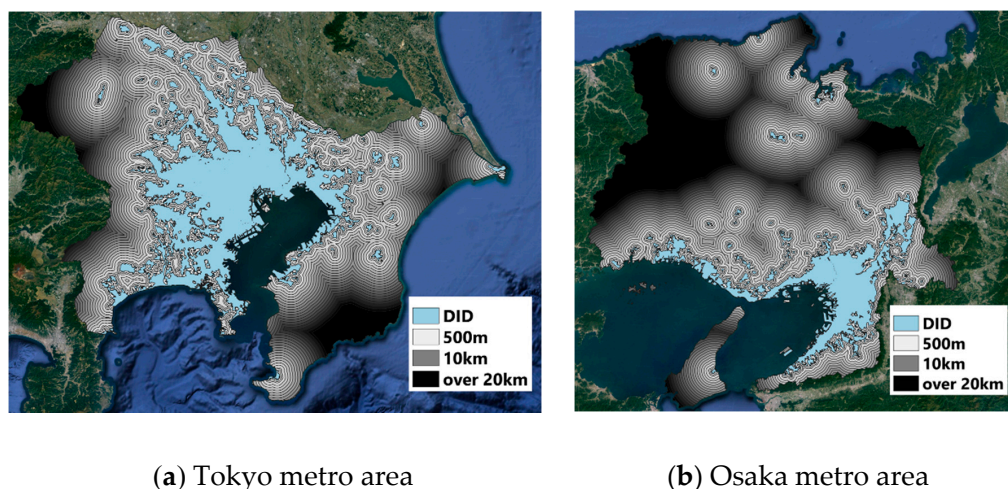 DID
500m
10km
over 20km
DID
500m
10km
over 20km
(a) Tokyo metro area
(b) Osaka metro area